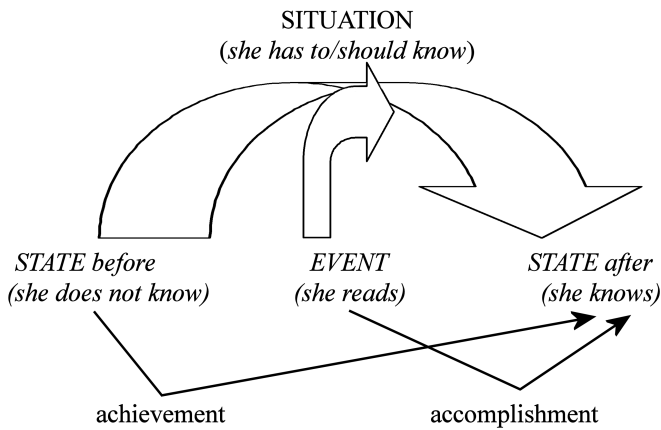 SITUATION
(she has to/should know)
STATE before
(she does not know)
EVENT
(she reads)
STATE after
(she knows)
achievement
accomplishment